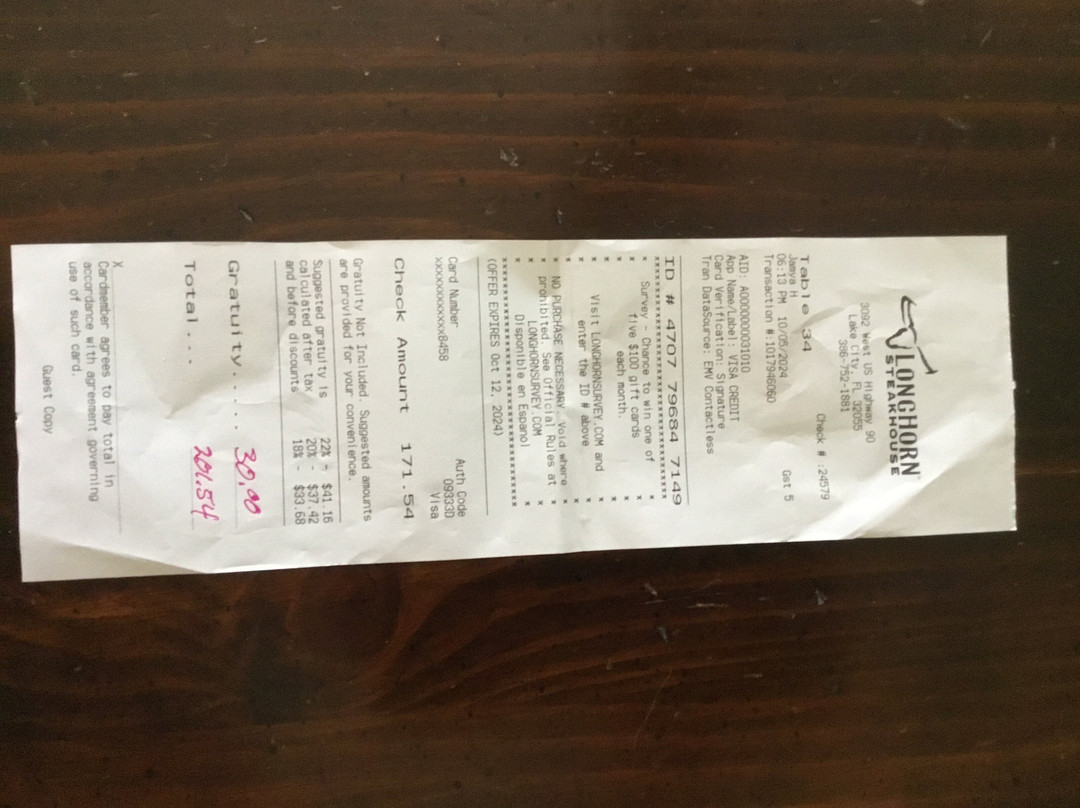 LONGHORN
STEAKHOUSE
3092 West US Highway 90
Lake City, FL 32055
386-752-1881
Check # :24579
Table 34
Jamya H Gst 5
06:13 PM 10/05/2024
Transaction #:1017946060
AID: A0000000031010
App Name/Label: VISA CREDIT
Card Verification: Signature
Tran DataSource: EMV Contactless
ID # 4707 79684 7149
* Survey - Chance to win one of *
* five $100 gift cards *
* each month. *
* Visit LONGHORNSURVEY.COM and *
* enter the ID # above *
* NO PURCHASE NECESSARY. Void where *
* prohibited. See Official Rules at *
* LONGHORNSURVEY.COM *
* Disponible en Espanol *
(OFFER EXPIRES Oct 12, 2024)
Card Number Auth Code
xxxxxxxxxxxx8458 09333D
Visa
Check Amount 171.54
Gratuity Not Included. Suggested amounts
are provided for your convenience.
Suggested gratuity is 22% - $41.16
calculated after tax 20% - $37.42
and before discounts 18% - $33.68
Gratuity.... 30.00
Total.... 201.54
X
Cardmember agrees to pay total in
accordance with agreement governing
use of such card.
Guest Copy